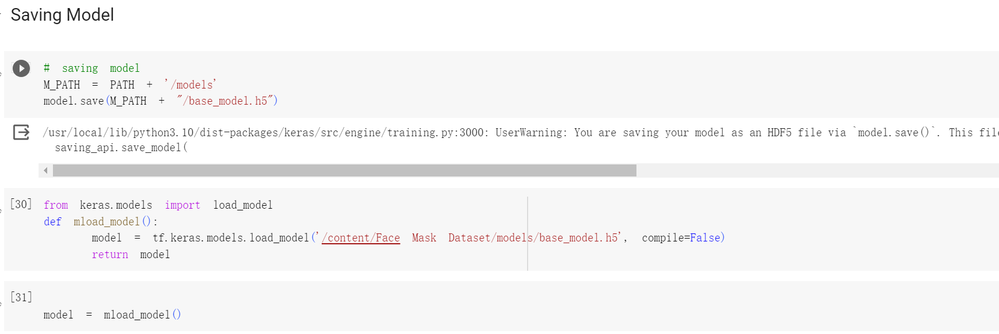 Saving Model
# saving model
M_PATH = PATH + '/models'
model.save(M_PATH + "/base_model.h5")
/usr/local/lib/python3.10/dist-packages/keras/src/engine/training.py:3000: UserWarning: You are saving your model as an HDF5 file via `model.save()`. This file
saving_api.save_model(
[30] from keras.models import load_model
def mload_model():
model = tf.keras.models.load_model('/content/Face Mask Dataset/models/base_model.h5', compile=False)
return model
[31]
model = mload_model()